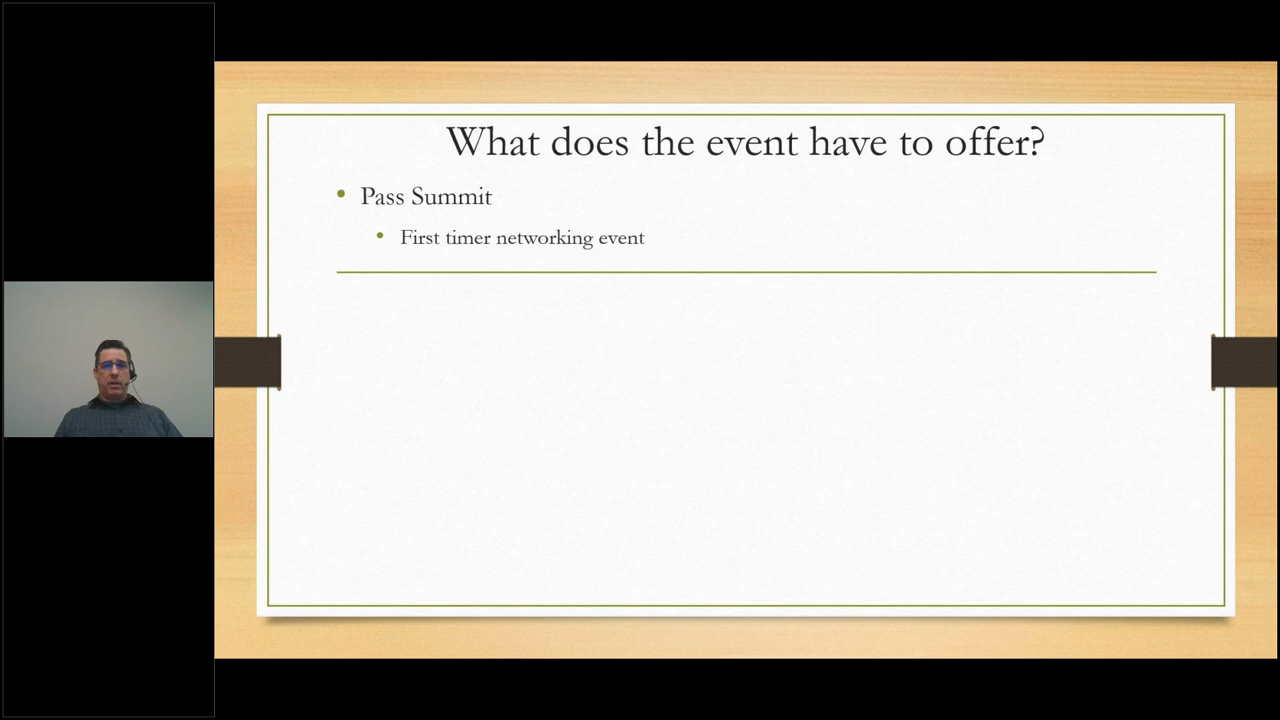 What does the event have to offer?
Pass Summit
First timer networking event